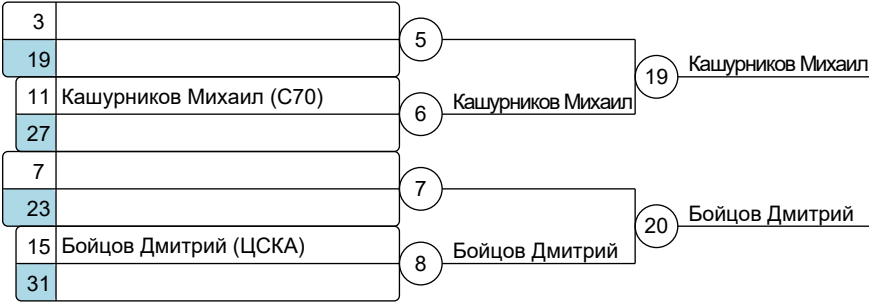 3
5
19
19 Кашурников Михаил
11 Кашурников Михаил (С70)
6 Кашурников Михаил
27
7
7
23
20 Бойцов Дмитрий
15 Бойцов Дмитрий (ЦСКА)
8 Бойцов Дмитрий
31